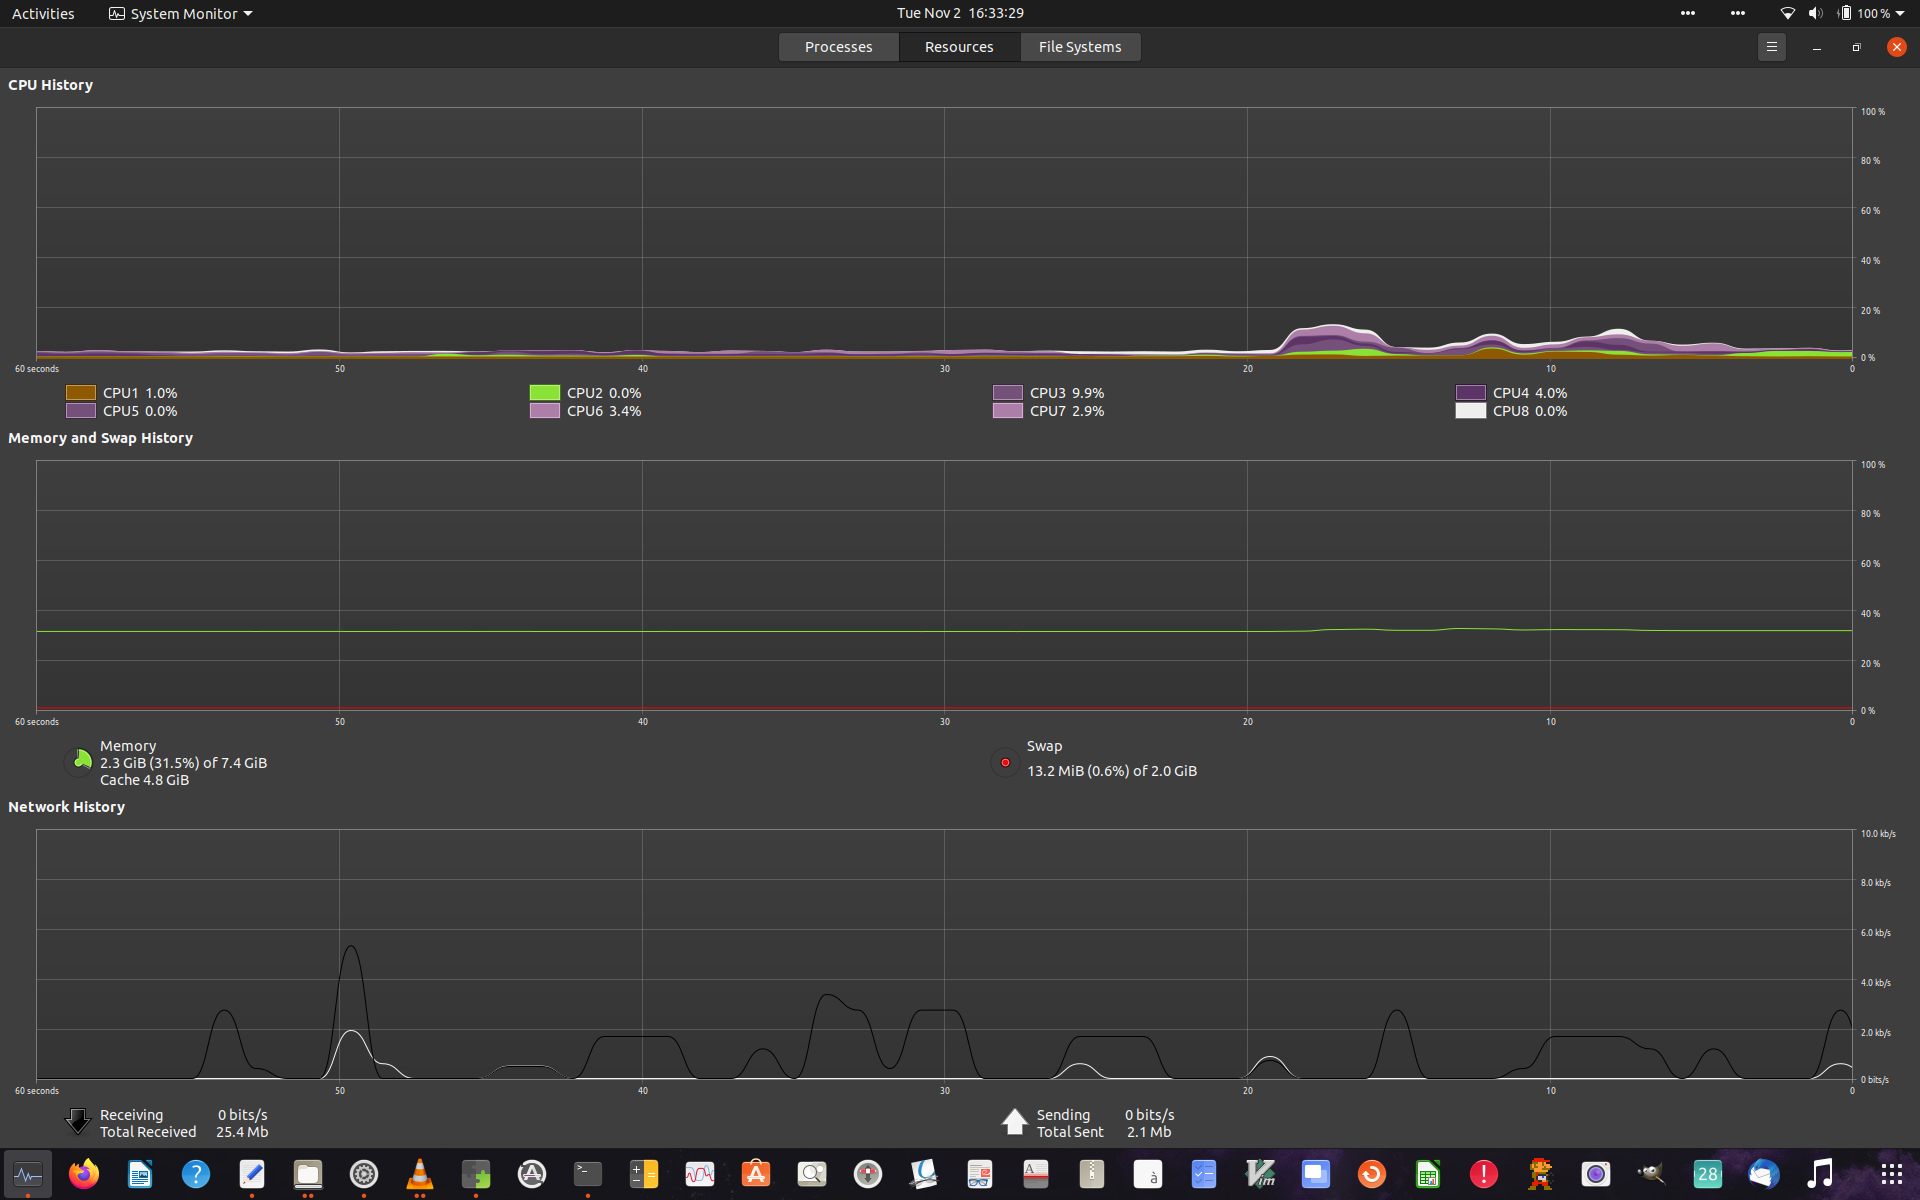 Activities System Monitor Tue Nov 2 16:33:29 100 %
Processes Resources File Systems
CPU History
100 %
80 %
60 %
40 %
20 %
0 %
60 seconds 50 40 30 20 10 0
CPU1 1.0% CPU2 0.0% CPU3 9.9% CPU4 4.0%
CPU5 0.0% CPU6 3.4% CPU7 2.9% CPU8 0.0%
Memory and Swap History
100 %
80 %
60 %
40 %
20 %
0 %
60 seconds 50 40 30 20 10 0
Memory
2.3 GiB (31.5%) of 7.4 GiB
Cache 4.8 GiB
Swap
13.2 MiB (0.6%) of 2.0 GiB
Network History
10.0 kb/s
8.0 kb/s
6.0 kb/s
4.0 kb/s
2.0 kb/s
0 bits/s
60 seconds 50 40 30 20 10 0
Receiving 0 bits/s
Total Received 25.4 Mb
Sending 0 bits/s
Total Sent 2.1 Mb
? >_ A à Vim ! 28